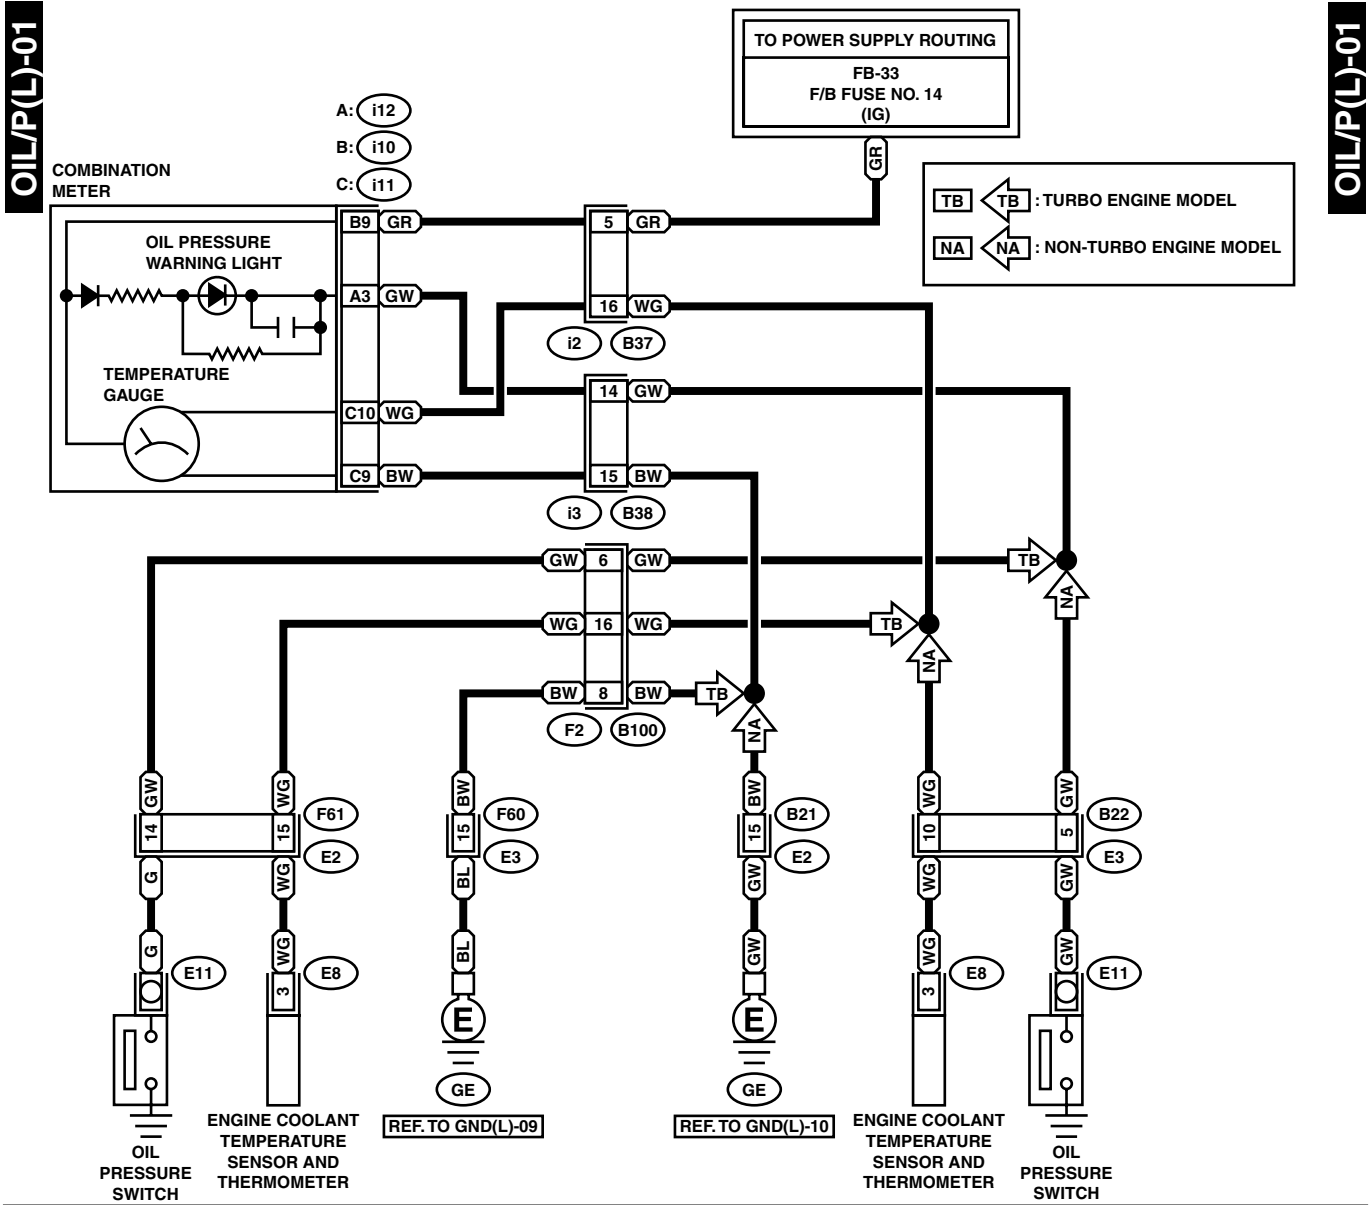 OIL/P(L)-01
OIL/P(L)-01
TO POWER SUPPLY ROUTING
FB-33
F/B FUSE NO. 14
(IG)
GR
A: i12
B: i10
C: i11
TB TB : TURBO ENGINE MODEL
NA NA : NON-TURBO ENGINE MODEL
COMBINATION
METER
OIL PRESSURE
WARNING LIGHT
TEMPERATURE
GAUGE
B9 GR
A3 GW
C10 WG
C9 BW
5 GR
16 WG
i2 B37
14 GW
15 BW
i3 B38
GW 6 GW
TB
NA
WG 16 WG
TB
NA
BW 8 BW
TB
NA
F2 B100
GW WG BW BW WG GW
F61 F60 B21 B22
14 15 15 15 10 5
E2 E3 E2 E3
G WG BL GW WG GW
G WG BL GW WG GW
E11 E8 E8 E11
3 3
E E
GE GE
REF. TO GND(L)-09
REF. TO GND(L)-10
OIL
PRESSURE
SWITCH
ENGINE COOLANT
TEMPERATURE
SENSOR AND
THERMOMETER
ENGINE COOLANT
TEMPERATURE
SENSOR AND
THERMOMETER
OIL
PRESSURE
SWITCH